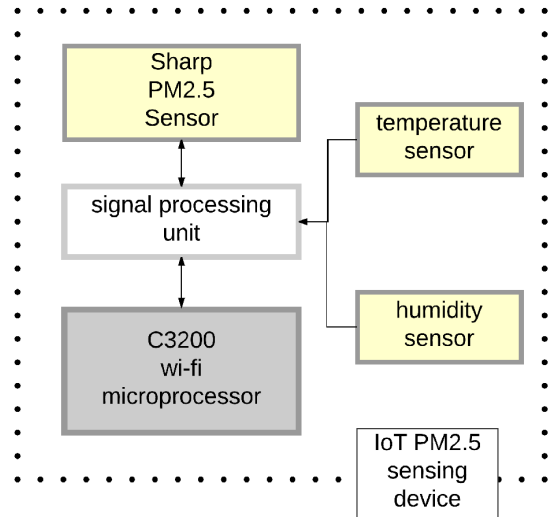 Sharp
PM2.5
Sensor
temperature
sensor
signal processing
unit
humidity
sensor
C3200
wi-fi
microprocessor
IoT PM2.5
sensing
device